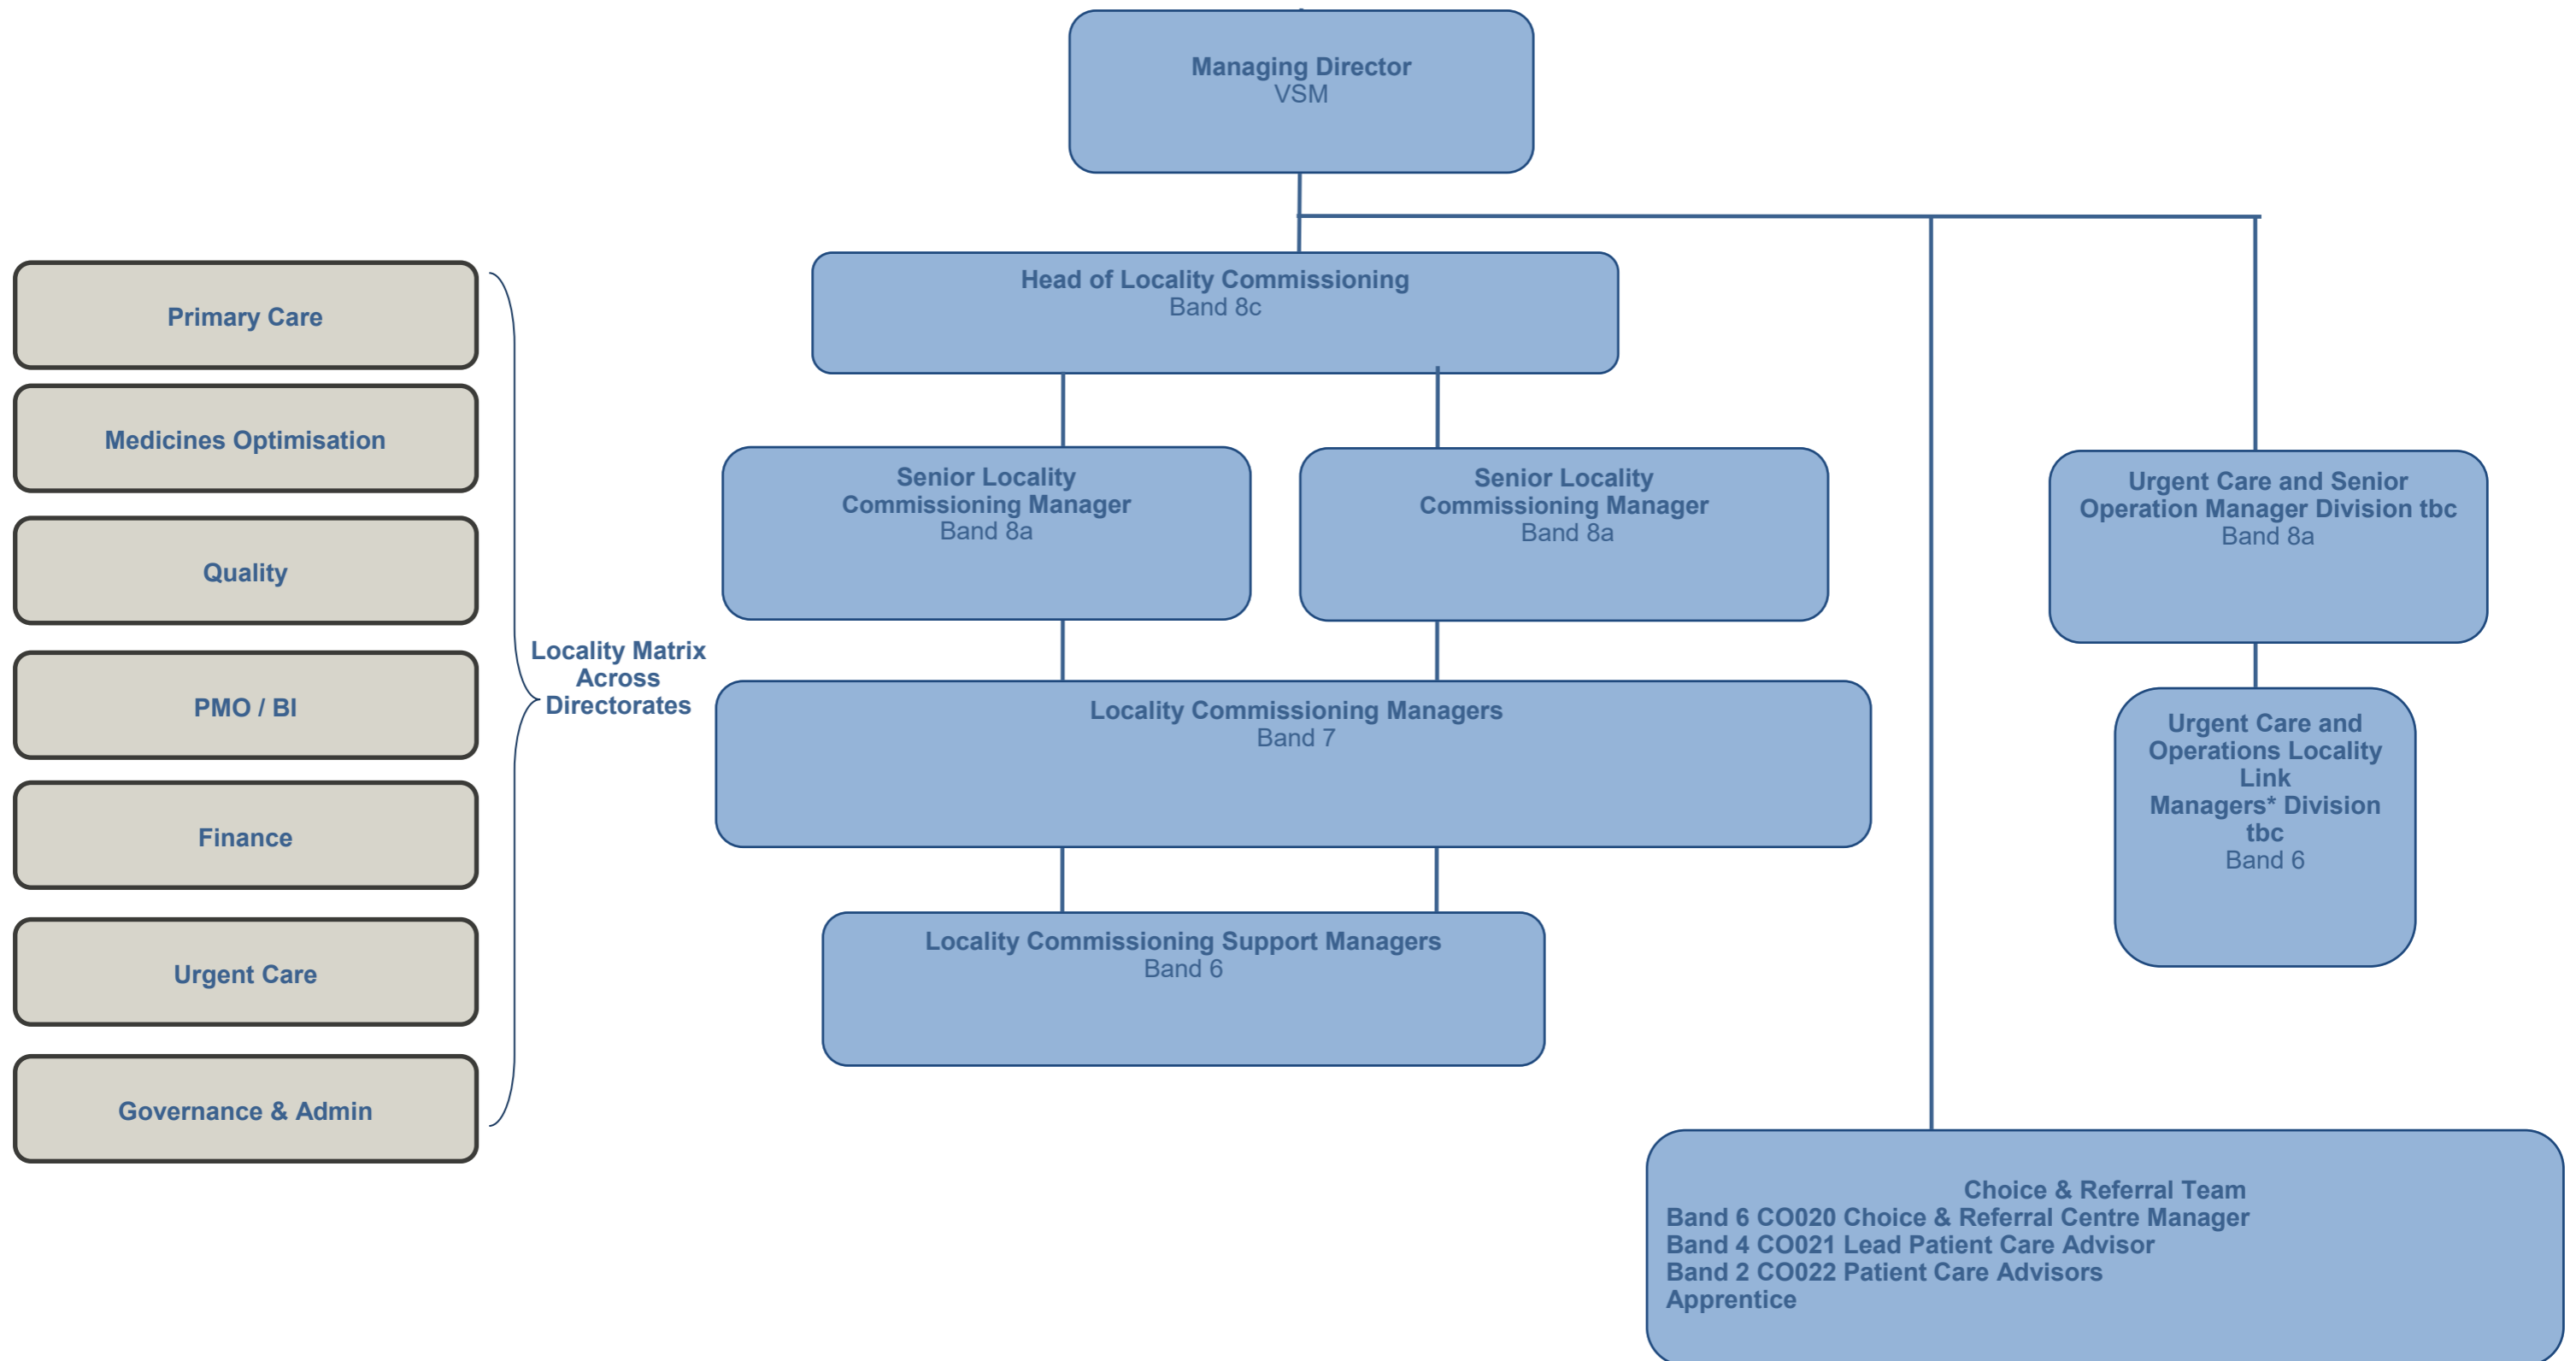 Managing Director
VSM
Head of Locality Commissioning
Band 8c
Primary Care
Medicines Optimisation
Quality
PMO / BI
Finance
Urgent Care
Governance & Admin
Locality Matrix
Across
Directorates
Senior Locality
Commissioning Manager
Band 8a
Senior Locality
Commissioning Manager
Band 8a
Urgent Care and Senior
Operation Manager Division tbc
Band 8a
Locality Commissioning Managers
Band 7
Urgent Care and
Operations Locality
Link
Managers* Division
tbc
Band 6
Locality Commissioning Support Managers
Band 6
Choice & Referral Team
Band 6 CO020 Choice & Referral Centre Manager
Band 4 CO021 Lead Patient Care Advisor
Band 2 CO022 Patient Care Advisors
Apprentice